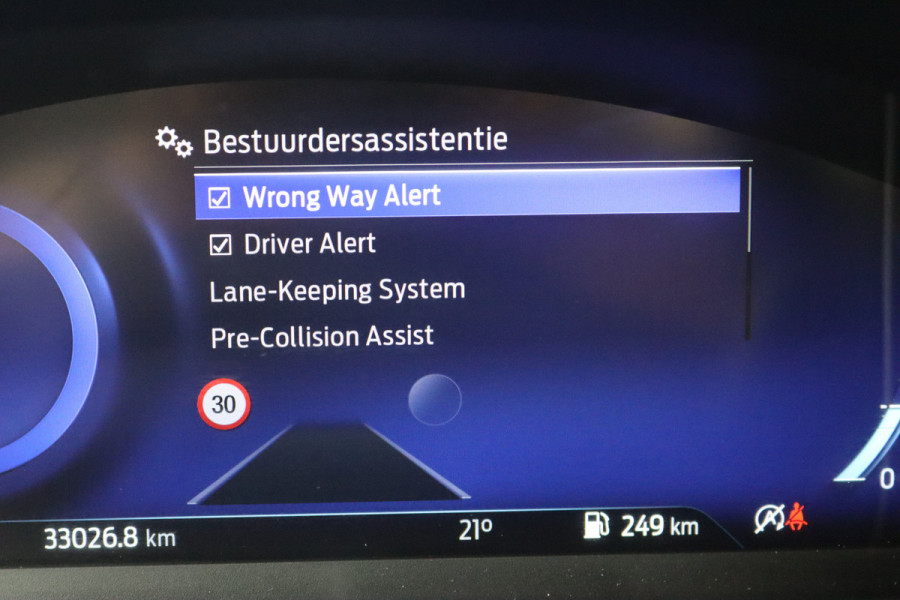 Bestuurdersassistentie
Wrong Way Alert
Driver Alert
Lane-Keeping System
Pre-Collision Assist
30
0
33026.8 km
21°
249 km